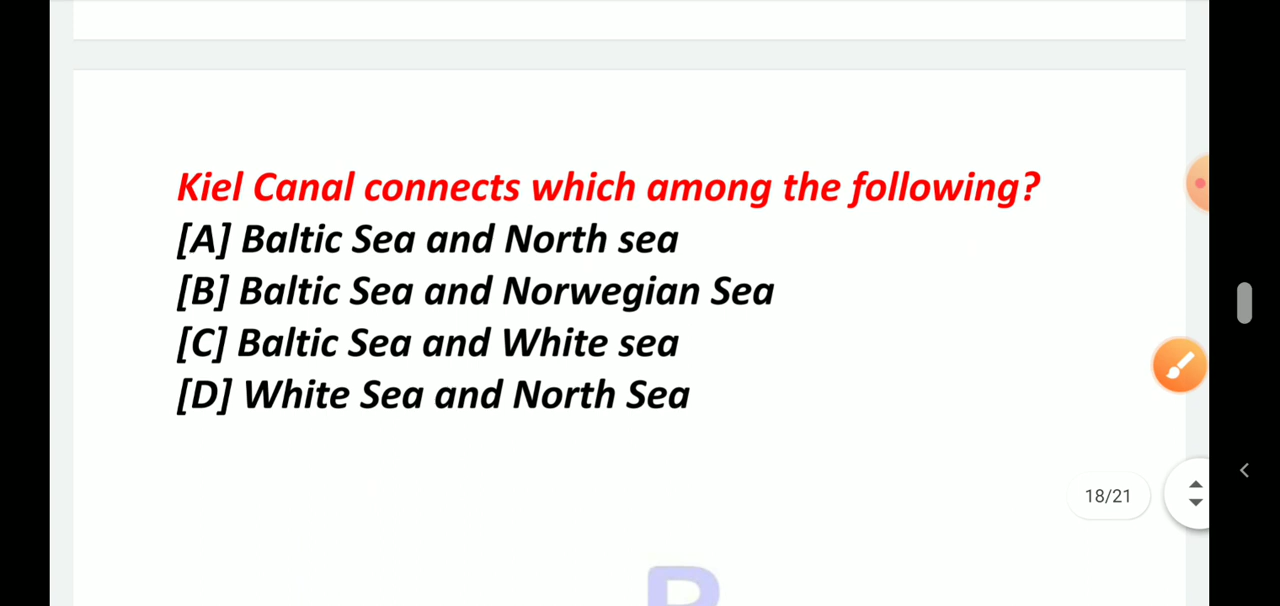 Kiel Canal connects which among the following?
[A] Baltic Sea and North sea
[B] Baltic Sea and Norwegian Sea
[C] Baltic Sea and White sea
[D] White Sea and North Sea
18/21